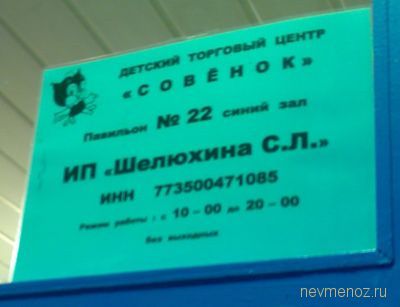 ДЕТСКИЙ ТОРГОВЫЙ ЦЕНТР
«СОВЁНОК»
Павильон № 22 синий зал
ИП «Шелюхина С.Л.»
ИНН 773500471085
Режим работы : с 10-00 до 20-00
без выходных
nevmenoz.ru